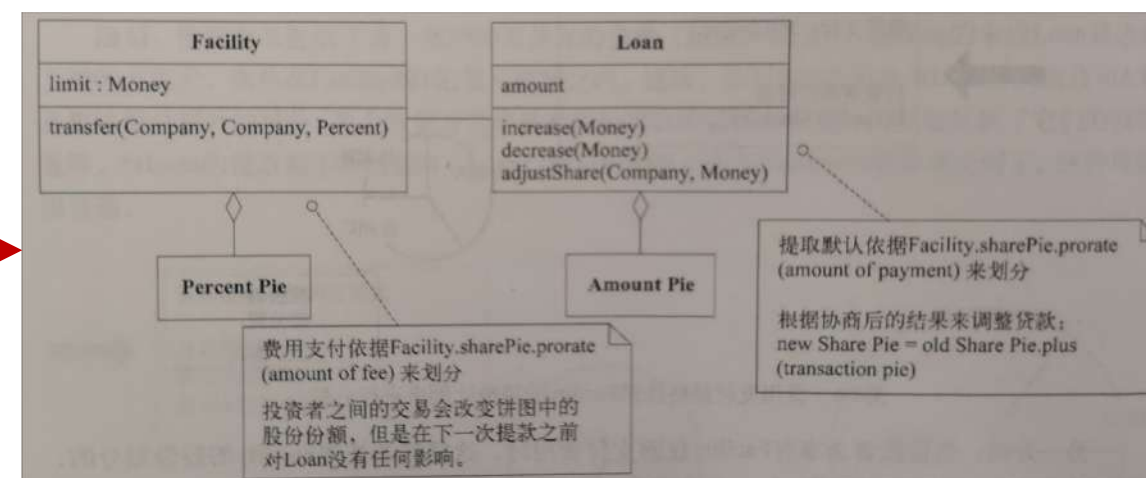 Facility
limit : Money
transfer(Company, Company, Percent)
Loan
amount
increase(Money)
decrease(Money)
adjustShare(Company, Money)
Percent Pie
Amount Pie
费用支付依据Facility.sharePie.prorate
(amount of fee) 来划分
投资者之间的交易会改变饼图中的
股份份额，但是在下一次提款之前
对Loan没有任何影响。
提取默认依据Facility.sharePie.prorate
(amount of payment) 来划分
根据协商后的结果来调整贷款；
new Share Pie = old Share Pie.plus
(transaction pie)